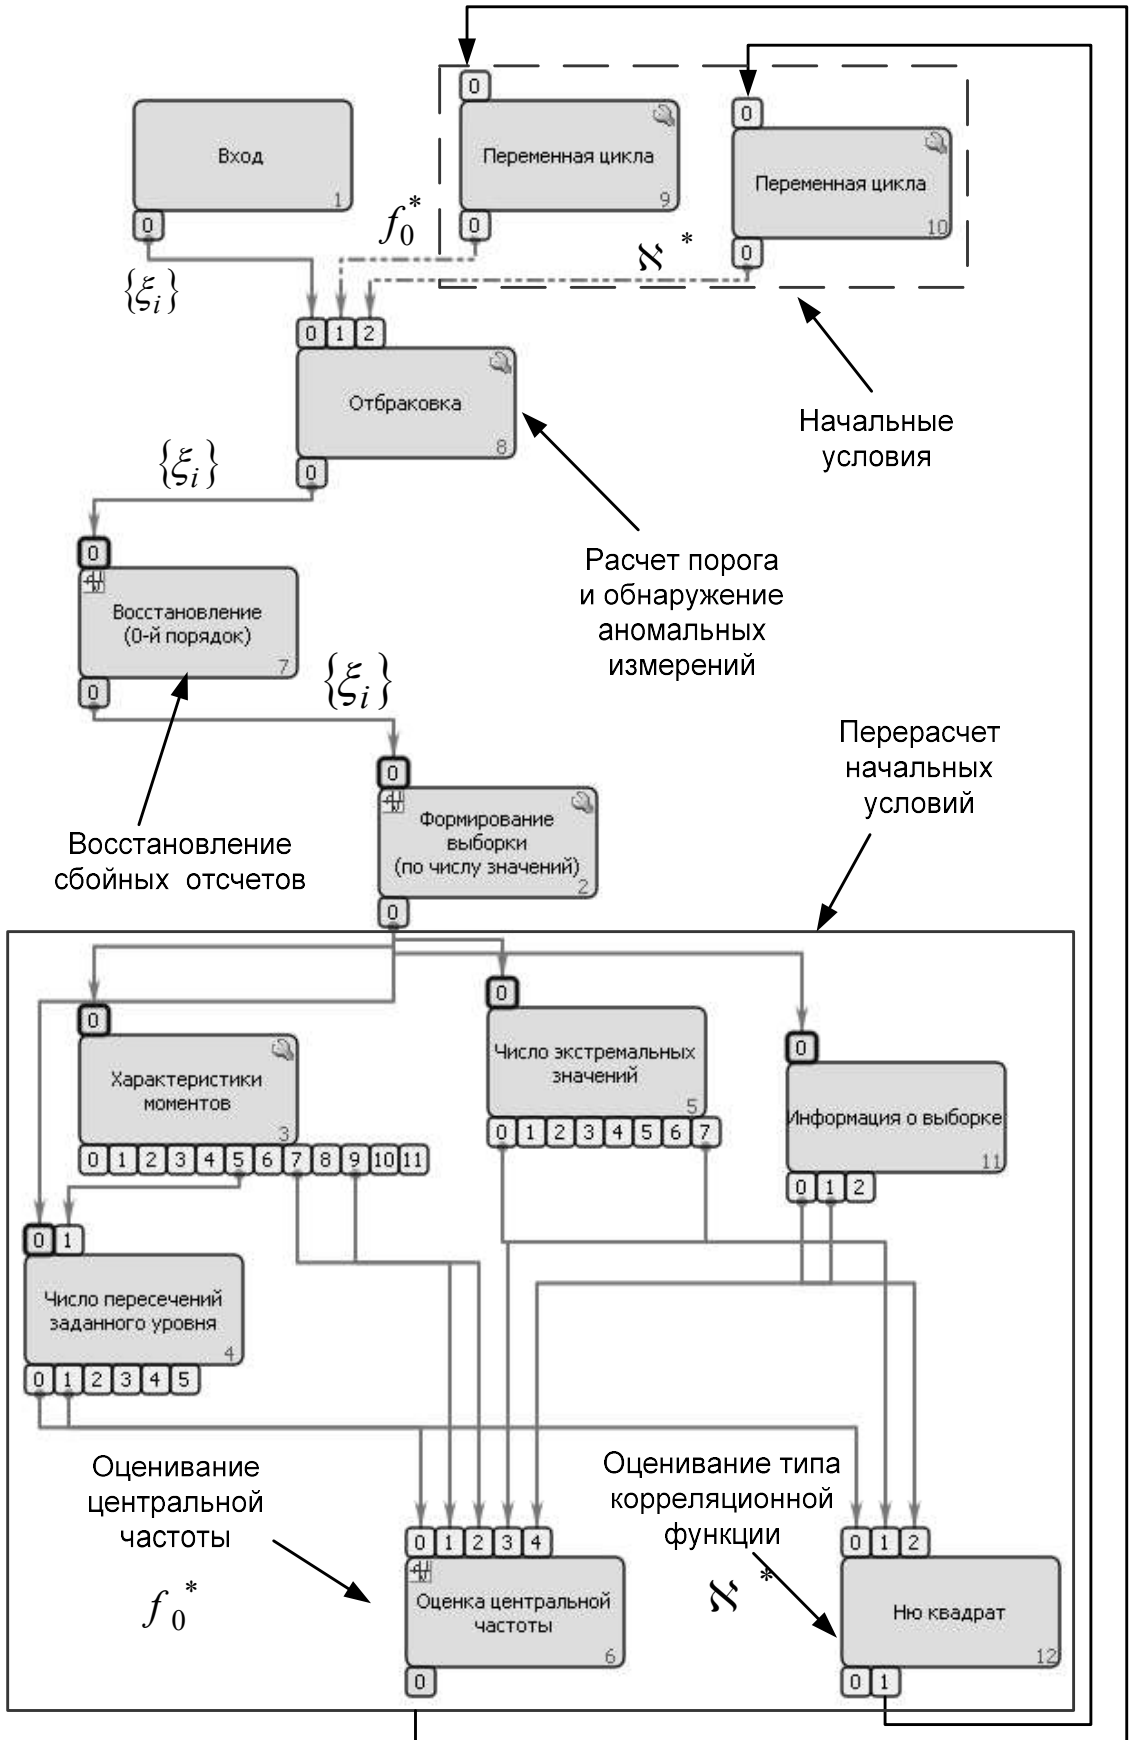 0
Вход
1
0
{ξi}
0
Переменная цикла
9
0
f0*
0
Переменная цикла
10
0
ℵ *
Начальные
условия
0 1 2
Отбраковка
8
0
{ξi}
Расчет порога
и обнаружение
аномальных
измерений
0
Восстановление
(0-й порядок)
7
0
{ξi}
Восстановление
сбойных отсчетов
0
Формирование
выборки
(по числу значений)
2
0
Перерасчет
начальных
условий
0
Характеристики
моментов
3
0 1 2 3 4 5 6 7 8 9 10 11
0
Число экстремальных
значений
5
0 1 2 3 4 5 6 7
0
Информация о выборке
11
0 1 2
0 1
Число пересечений
заданного уровня
4
0 1 2 3 4 5
Оценивание
центральной
частоты
f0*
0 1 2 3 4
Оценка центральной
частоты
6
0
Оценивание типа
корреляционной
функции
ℵ *
0 1 2
Ню квадрат
12
0 1